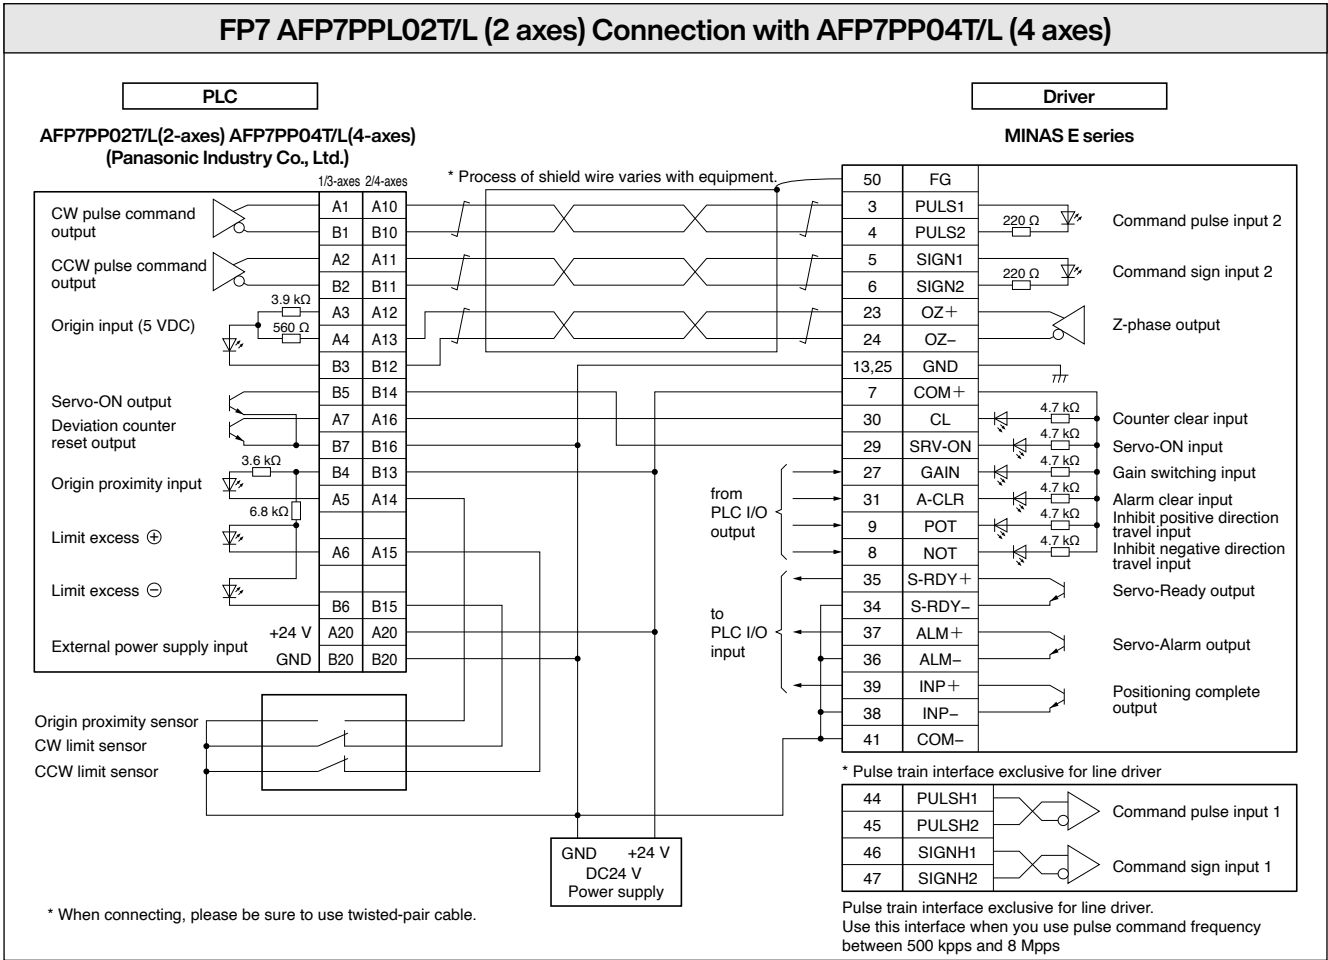 FP7 AFP7PPL02T/L (2 axes) Connection with AFP7PP04T/L (4 axes)
PLC
Driver
AFP7PP02T/L(2-axes) AFP7PP04T/L(4-axes)
(Panasonic Industry Co., Ltd.)
MINAS E series
1/3-axes 2/4-axes
* Process of shield wire varies with equipment.
CW pulse command
output
CCW pulse command
output
3.9 kΩ
Origin input (5 VDC)
560 Ω
Servo-ON output
Deviation counter
reset output
3.6 kΩ
Origin proximity input
6.8 kΩ
Limit excess ⊕
Limit excess ⊖
External power supply input
+24 V
GND
A1 A10
B1 B10
A2 A11
B2 B11
A3 A12
A4 A13
B3 B12
B5 B14
A7 A16
B7 B16
B4 B13
A5 A14
A6 A15
B6 B15
A20 A20
B20 B20
Origin proximity sensor
CW limit sensor
CCW limit sensor
from
PLC I/O
output
to
PLC I/O
input
GND +24 V
DC24 V
Power supply
50 FG
3 PULS1
4 PULS2
5 SIGN1
6 SIGN2
23 OZ+
24 OZ–
13,25 GND
7 COM+
30 CL
29 SRV-ON
27 GAIN
31 A-CLR
9 POT
8 NOT
35 S-RDY+
34 S-RDY–
37 ALM+
36 ALM–
39 INP+
38 INP–
41 COM–
220 Ω
Command pulse input 2
220 Ω
Command sign input 2
Z-phase output
4.7 kΩ
Counter clear input
4.7 kΩ
Servo-ON input
4.7 kΩ
Gain switching input
4.7 kΩ
Alarm clear input
4.7 kΩ
Inhibit positive direction
travel input
4.7 kΩ
Inhibit negative direction
travel input
Servo-Ready output
Servo-Alarm output
Positioning complete
output
* Pulse train interface exclusive for line driver
44 PULSH1
45 PULSH2
46 SIGNH1
47 SIGNH2
Command pulse input 1
Command sign input 1
* When connecting, please be sure to use twisted-pair cable.
Pulse train interface exclusive for line driver.
Use this interface when you use pulse command frequency
between 500 kpps and 8 Mpps